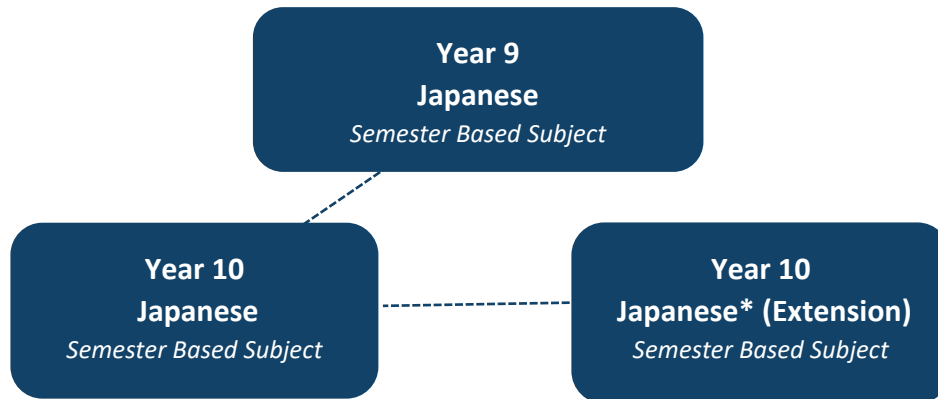 Year 9
Japanese
Semester Based Subject
Year 10
Japanese
Semester Based Subject
Year 10
Japanese* (Extension)
Semester Based Subject